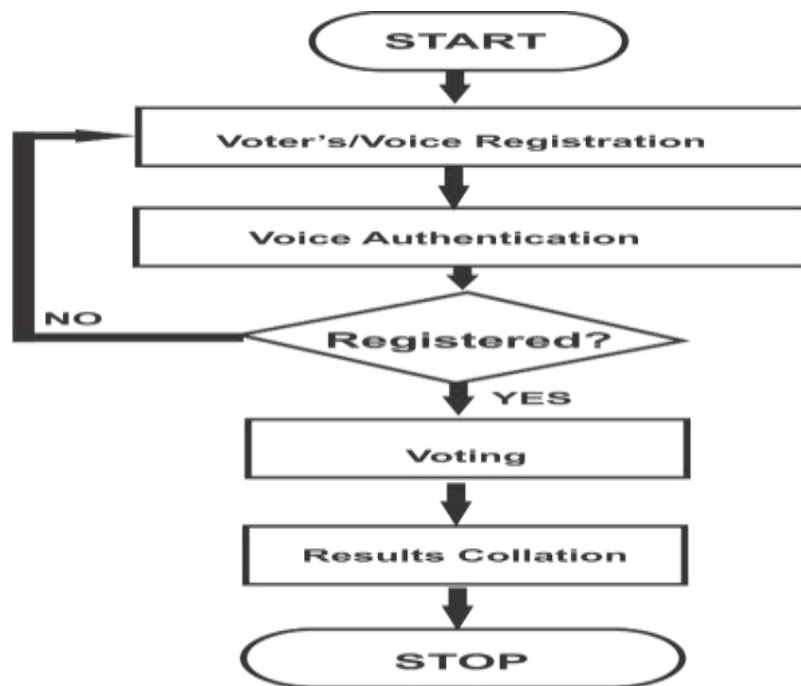 START
Voter's/Voice Registration
Voice Authentication
NO
Registered?
YES
Voting
Results Collation
STOP